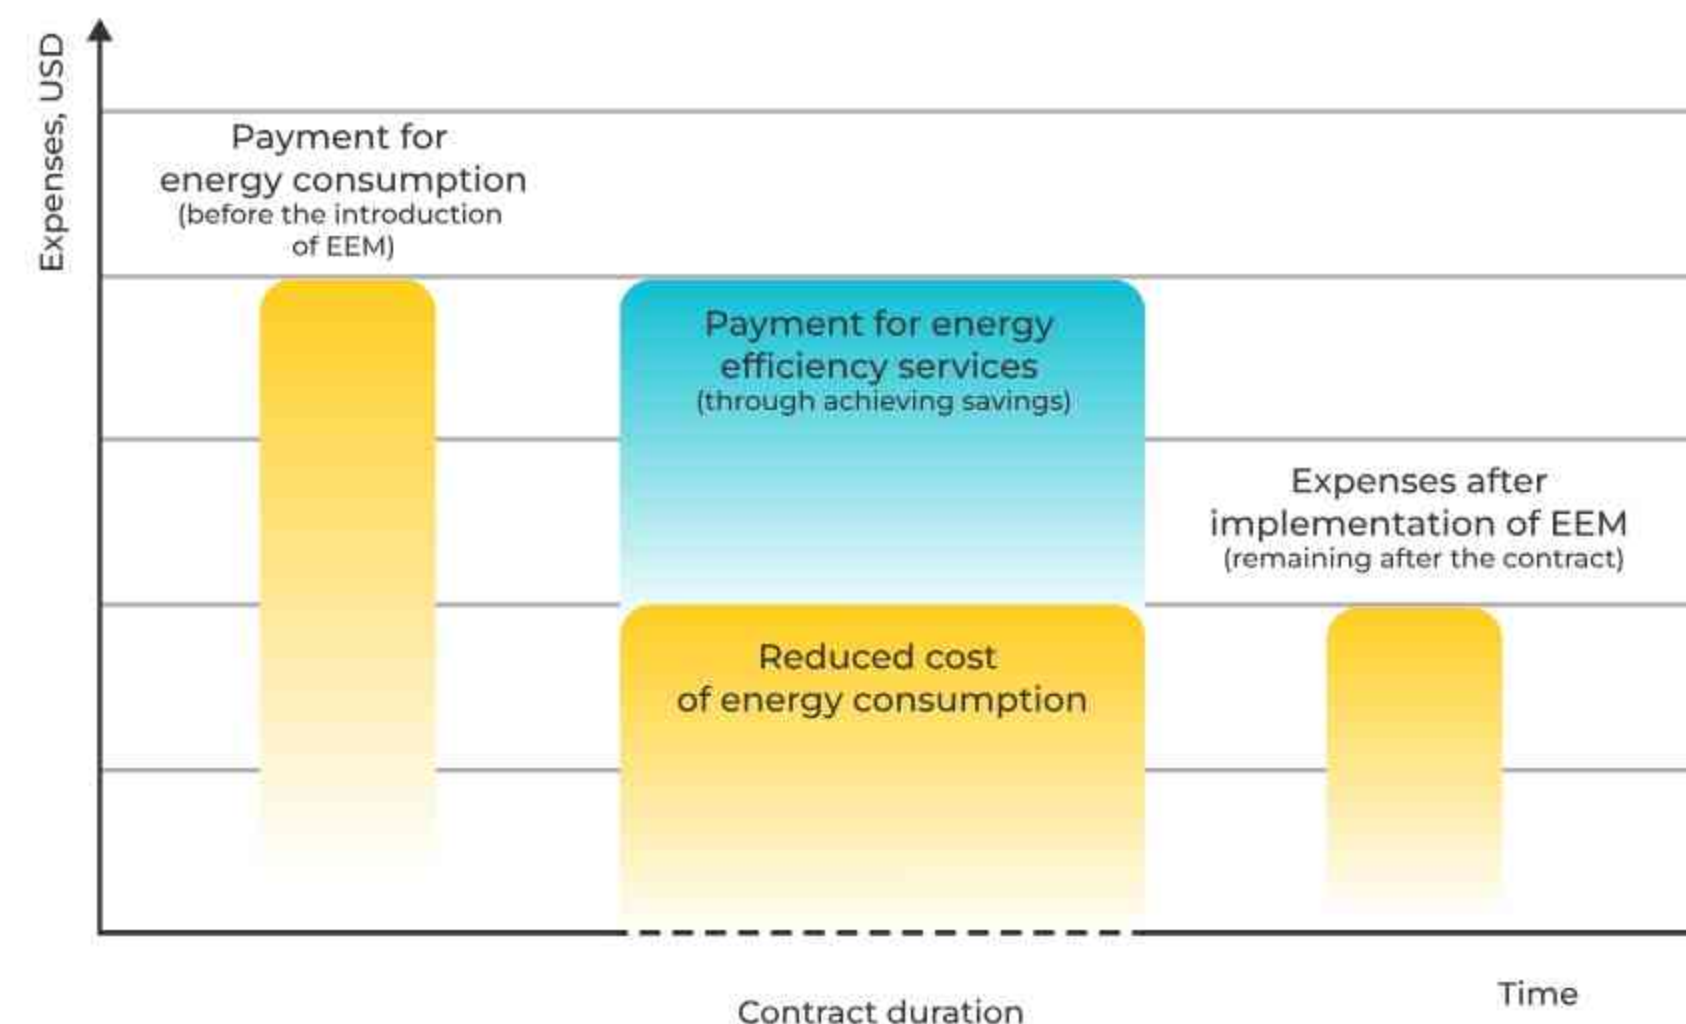 Expenses, USD
Payment for
energy consumption
(before the introduction
of EEM)
Payment for energy
efficiency services
(through achieving savings)
Expenses after
implementation of EEM
(remaining after the contract)
Reduced cost
of energy consumption
Time
Contract duration